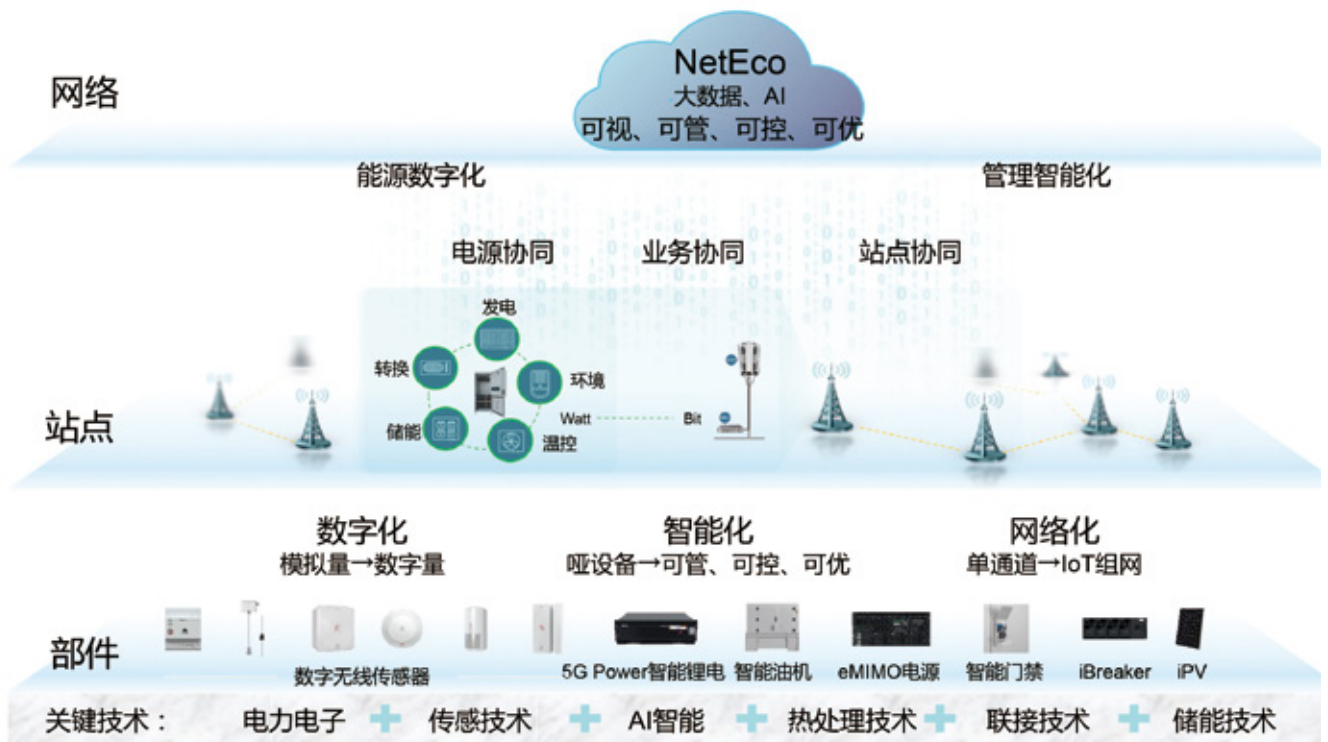 网络
NetEco
大数据、AI
可视、可管、可控、可优
能源数字化
管理智能化
电源协同
业务协同
站点协同
发电
转换
环境
储能
温控
Watt
Bit
站点
数字化
智能化
网络化
模拟量→数字量
哑设备→可管、可控、可优
单通道→IoT组网
部件
数字无线传感器
5G Power智能锂电
智能油机
eMIMO电源
智能门禁
iBreaker
iPV
关键技术：
电力电子
+
传感技术
+
AI智能
+
热处理技术
+
联接技术
+
储能技术